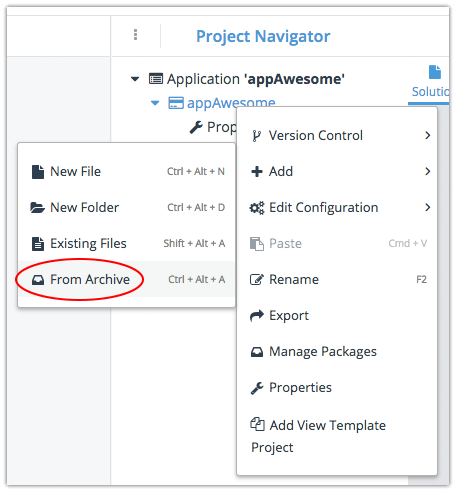 Project Navigator
Application 'appAwesome'
appAwesome
Prop
Solutio
Version Control
Add
Edit Configuration
Paste Cmd + V
Rename F2
Export
Manage Packages
Properties
Add View Template
Project
New File Ctrl + Alt + N
New Folder Ctrl + Alt + D
Existing Files Shift + Alt + A
From Archive Ctrl + Alt + A